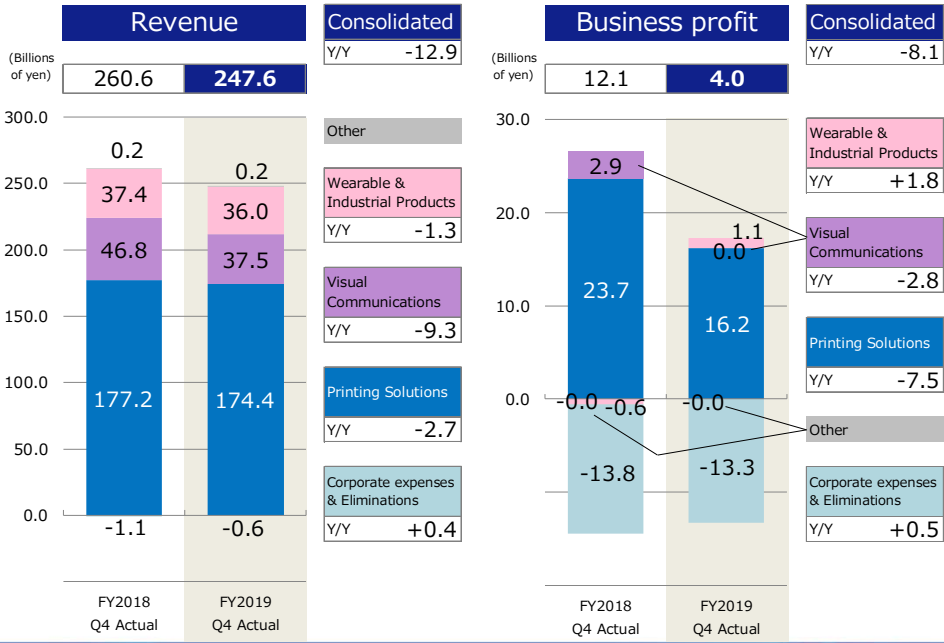 Revenue
Consolidated
Y/Y -12.9
(Billions
of yen)
260.6 247.6
300.0
250.0
200.0
150.0
100.0
50.0
0.0
0.2
37.4
46.8
177.2
-1.1
0.2
36.0
37.5
174.4
-0.6
FY2018
Q4 Actual
FY2019
Q4 Actual
Other
Wearable &
Industrial Products
Y/Y -1.3
Visual
Communications
Y/Y -9.3
Printing Solutions
Y/Y -2.7
Corporate expenses
& Eliminations
Y/Y +0.4
Business profit
Consolidated
Y/Y -8.1
(Billions
of yen)
12.1 4.0
30.0
20.0
10.0
0.0
2.9
23.7
-0.0 -0.6
-13.8
1.1
0.0
16.2
-0.0
-13.3
FY2018
Q4 Actual
FY2019
Q4 Actual
Wearable &
Industrial Products
Y/Y +1.8
Visual
Communications
Y/Y -2.8
Printing Solutions
Y/Y -7.5
Other
Corporate expenses
& Eliminations
Y/Y +0.5